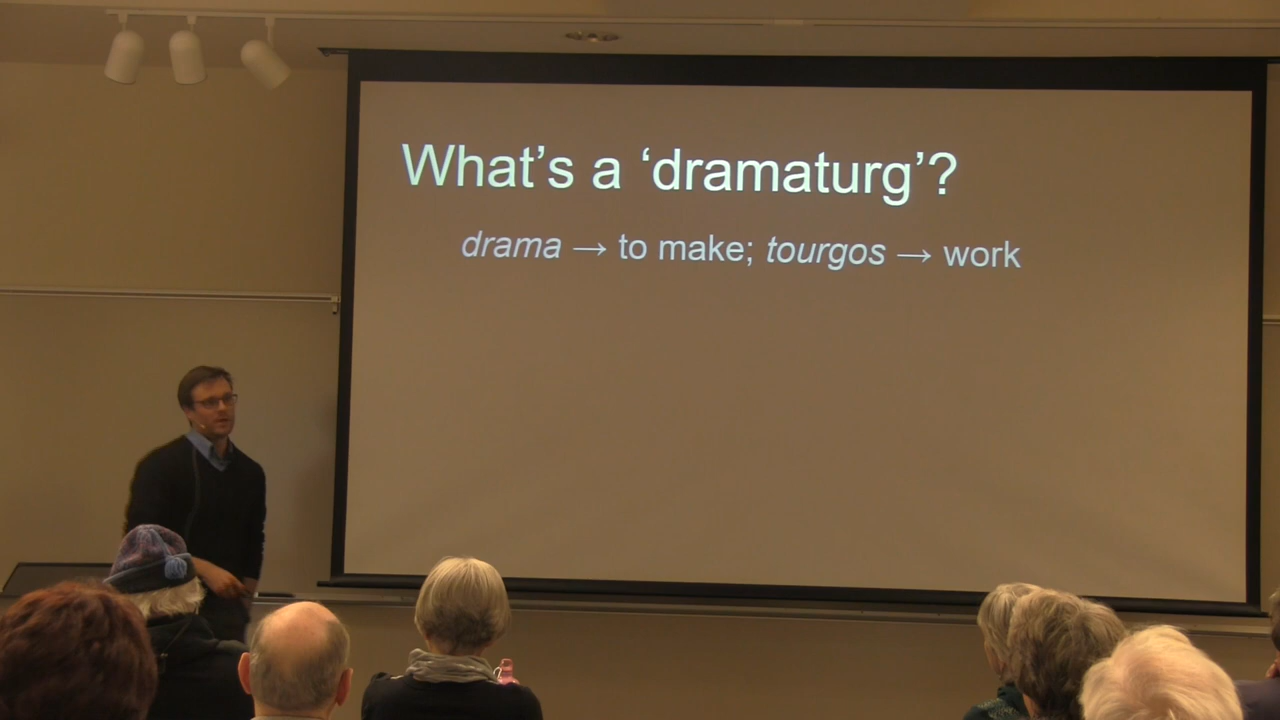 What's a ‘dramaturg’?
drama → to make; tourgos → work